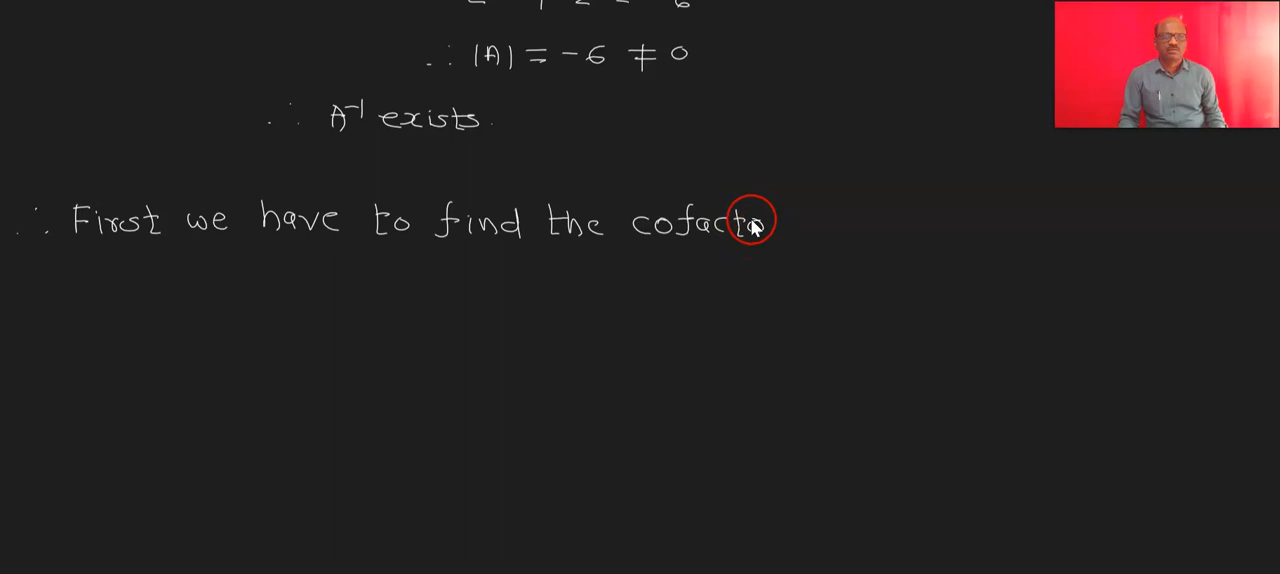 ∴ |A| = -6 ≠ 0
∴ A⁻¹ exists.
∴ First we have to find the cofacto